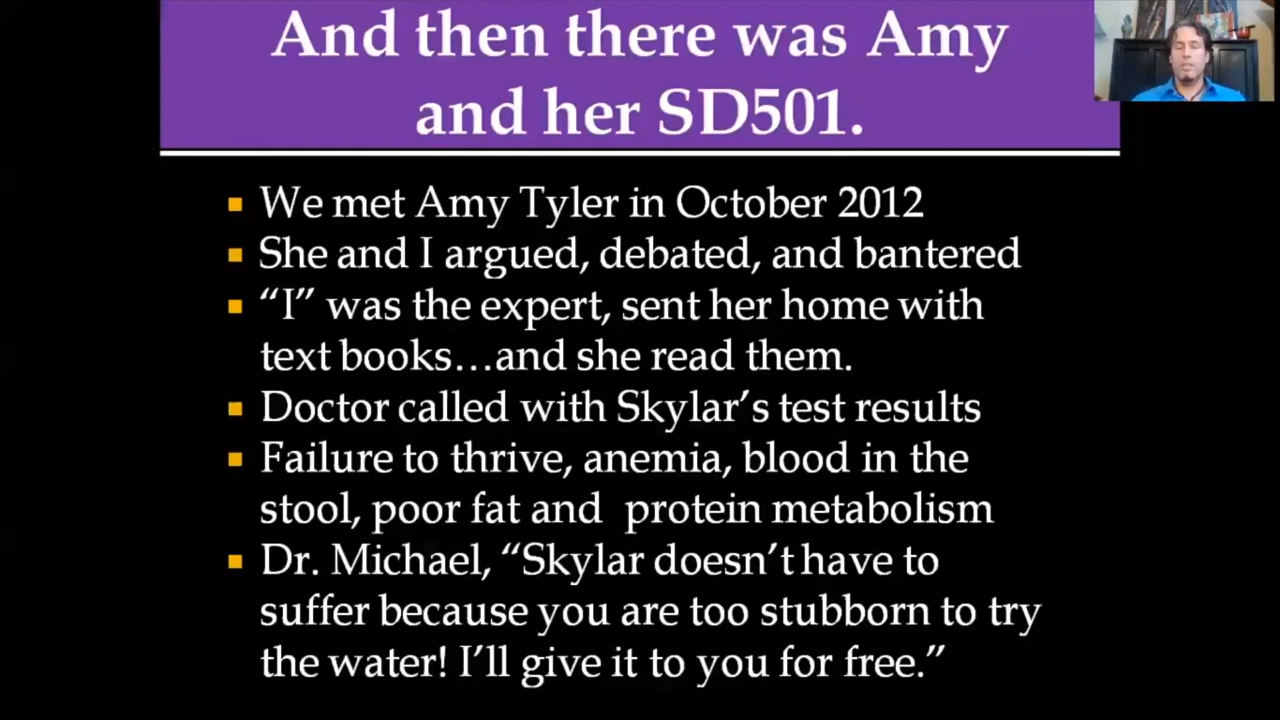 And then there was Amy
and her SD501.
▪ We met Amy Tyler in October 2012
▪ She and I argued, debated, and bantered
▪ “I” was the expert, sent her home with
text books…and she read them.
▪ Doctor called with Skylar’s test results
▪ Failure to thrive, anemia, blood in the
stool, poor fat and protein metabolism
▪ Dr. Michael, “Skylar doesn’t have to
suffer because you are too stubborn to try
the water! I’ll give it to you for free.”